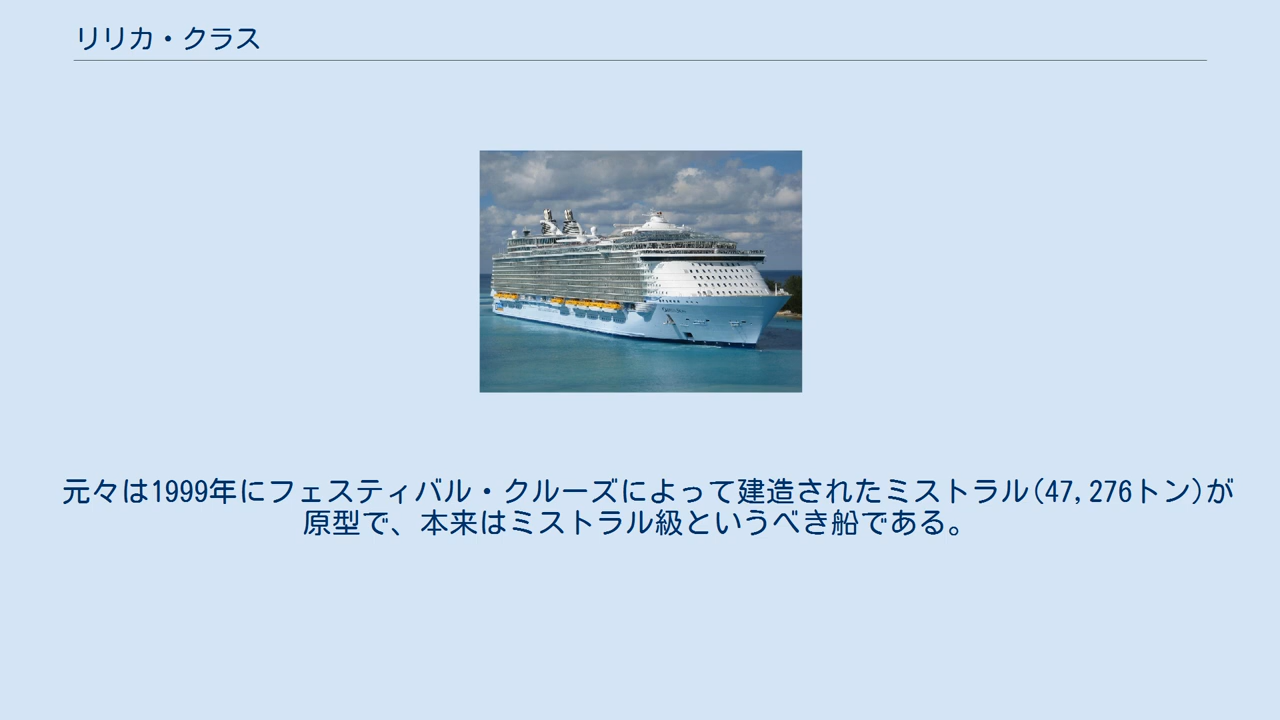 リリカ・クラス
元々は1999年にフェスティバル・クルーズによって建造されたミストラル(47,276トン)が
原型で、本来はミストラル級というべき船である。